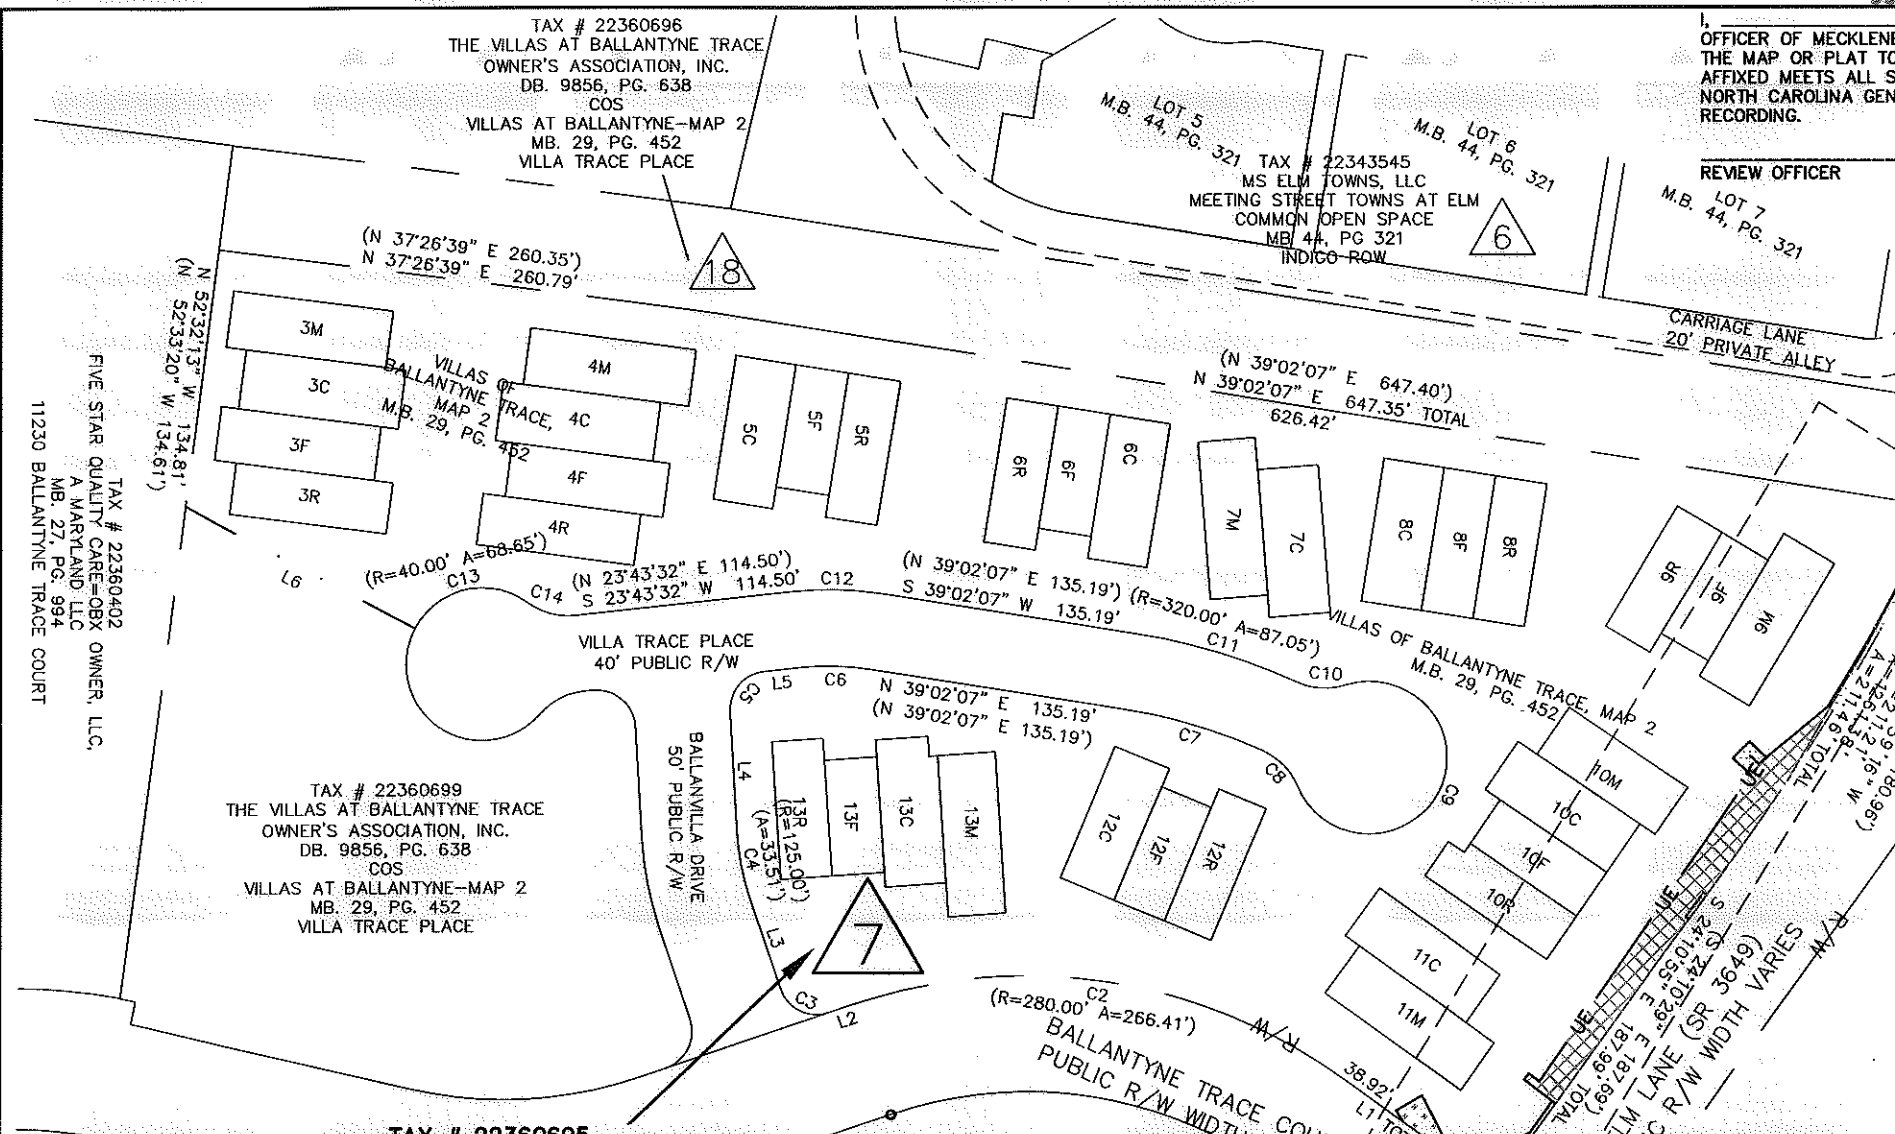 TAX # 22360696
THE VILLAS AT BALLANTYNE TRACE
OWNER'S ASSOCIATION, INC.
DB. 9856, PG. 638
COS
VILLAS AT BALLANTYNE-MAP 2
MB. 29, PG. 452
VILLA TRACE PLACE
I,
OFFICER OF MECKLENB
THE MAP OR PLAT TO
AFFIXED MEETS ALL S
NORTH CAROLINA GEN
RECORDING.
REVIEW OFFICER
LOT 5
M.B. 44, PG. 321
LOT 6
M.B. 44, PG. 321
LOT 7
M.B. 44, PG. 321
TAX # 22343545
MS ELM TOWNS, LLC
MEETING STREET TOWNS AT ELM
COMMON OPEN SPACE
MB 44, PG 321
INDIGO ROW
6
18
(N 37°26'39" E 260.35')
N 37°26'39" E 260.79'
N 52°32'13" W 134.81'
(N 52°33'20" W 134.61')
CARRIAGE LANE
20' PRIVATE ALLEY
(N 39°02'07" E 647.40')
N 39°02'07" E 647.35' TOTAL
626.42'
3M
3C
3F
3R
VILLAS OF
BALLANTYNE TRACE,
MAP 2
M.B. 29, PG. 452
4M
4C
4F
4R
5C
5F
5R
6R
6F
6C
7M
7C
8C
8F
8R
9R
9F
9M
TAX # 22360402
FIVE STAR QUALITY CARE=OBX OWNER, LLC,
A MARYLAND LLC
MB. 27, PG. 994
11230 BALLANTYNE TRACE COURT
L6
(R=40.00' A=68.65')
C13
C14
(N 23°43'32" E 114.50')
S 23°43'32" W 114.50'
C12
(N 39°02'07" E 135.19')
S 39°02'07" W 135.19'
(R=320.00' A=87.05')
C11
C10
VILLAS OF BALLANTYNE TRACE, MAP 2
M.B. 29, PG. 452
VILLA TRACE PLACE
40' PUBLIC R/W
C5
L5
C6
N 39°02'07" E 135.19'
(N 39°02'07" E 135.19')
C7
C8
C9
BALLANVILLA DRIVE
50' PUBLIC R/W
L4
13R
13F
13C
13M
(R=125.00')
(A=33.51')
C4
L3
12C
12F
12R
10M
10C
10F
10R
11C
11M
TAX # 22360699
THE VILLAS AT BALLANTYNE TRACE
OWNER'S ASSOCIATION, INC.
DB. 9856, PG. 638
COS
VILLAS AT BALLANTYNE-MAP 2
MB. 29, PG. 452
VILLA TRACE PLACE
7
C3
L2
C2
(R=280.00' A=266.41')
BALLANTYNE TRACE COU
PUBLIC R/W WIDTH
R/W
38.92'
L1
UE
UE
UE
A=211.46' TOTAL
S 24°10'55" E 187.99' TOTAL
(S 24°10'29" E 187.69')
LM LANE (SR 3649)
C R/W WIDTH VARIES
R/W
TAX # 22360695